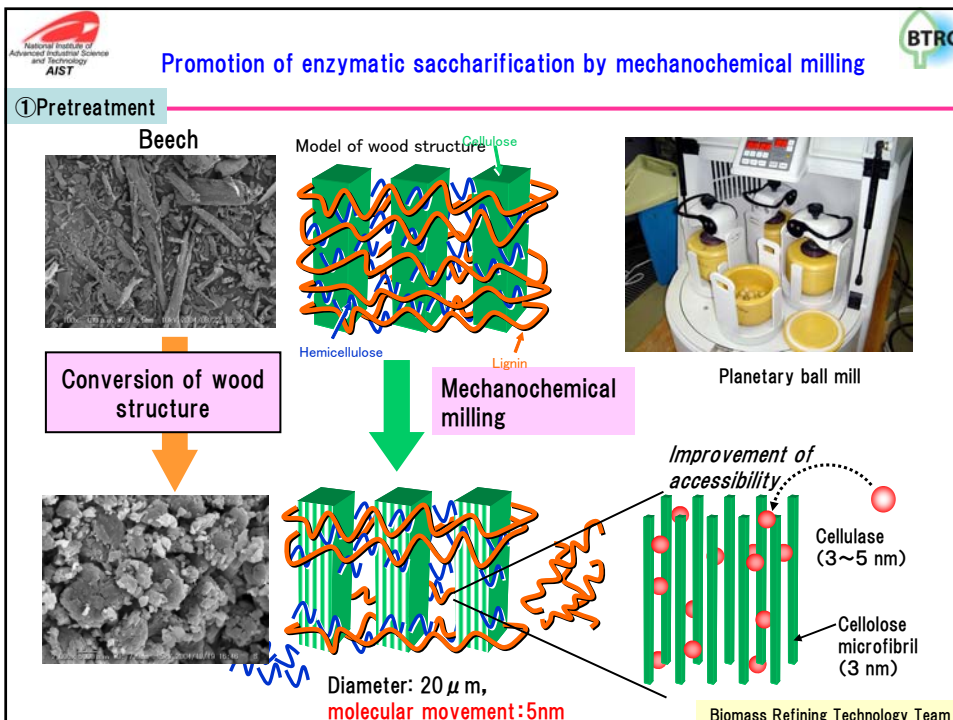 National Institute of
Advanced Industrial Science
and Technology
AIST
Promotion of enzymatic saccharification by mechanochemical milling
BTRC
①Pretreatment
Beech
Model of wood structure
Cellulose
Hemicellulose
Lignin
Planetary ball mill
Conversion of wood
structure
Mechanochemical
milling
Improvement of
accessibility
Cellulase
(3～5 nm)
Cellolose
microfibril
(3 nm)
Diameter: 20μm,
molecular movement:5nm
Biomass Refining Technology Team